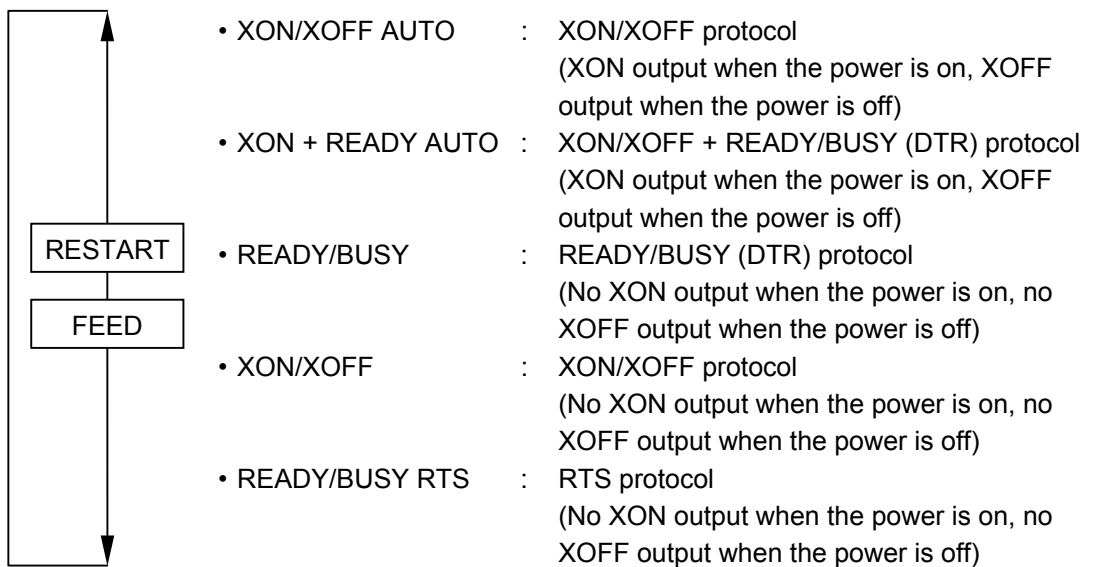 • XON/XOFF AUTO : XON/XOFF protocol
(XON output when the power is on, XOFF
output when the power is off)
• XON + READY AUTO : XON/XOFF + READY/BUSY (DTR) protocol
(XON output when the power is on, XOFF
output when the power is off)
RESTART
• READY/BUSY : READY/BUSY (DTR) protocol
(No XON output when the power is on, no
FEED
XOFF output when the power is off)
• XON/XOFF : XON/XOFF protocol
(No XON output when the power is on, no
XOFF output when the power is off)
• READY/BUSY RTS : RTS protocol
(No XON output when the power is on, no
XOFF output when the power is off)